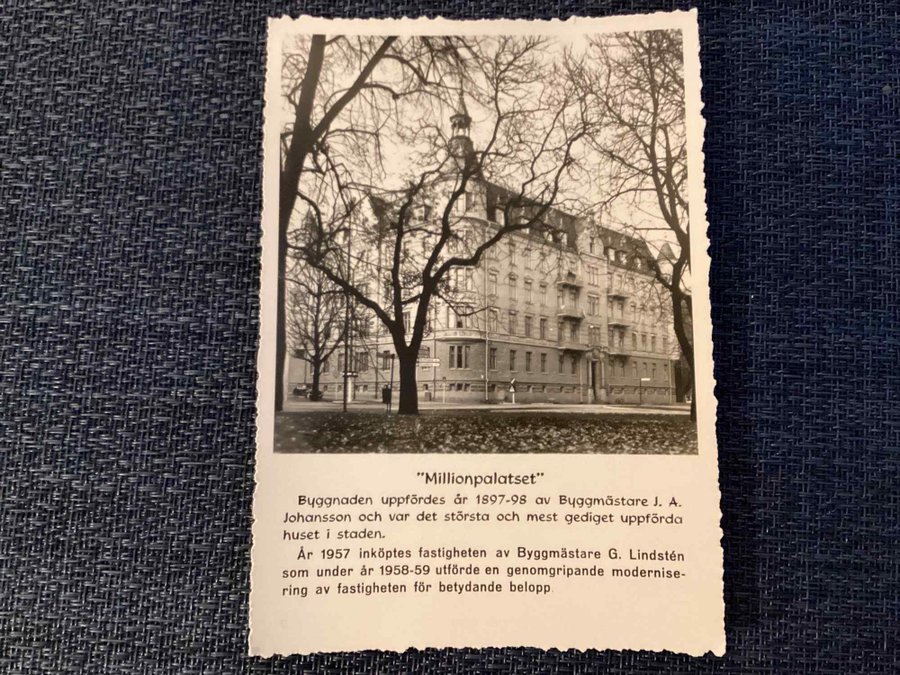 "Millionpalatset"
Byggnaden uppfördes år 1897-98 av Byggmästare J. A.
Johansson och var det största och mest gediget uppförda
huset i staden.
År 1957 inköptes fastigheten av Byggmästare G. Lindstén
som under år 1958-59 utförde en genomgripande modernise-
ring av fastigheten för betydande belopp.